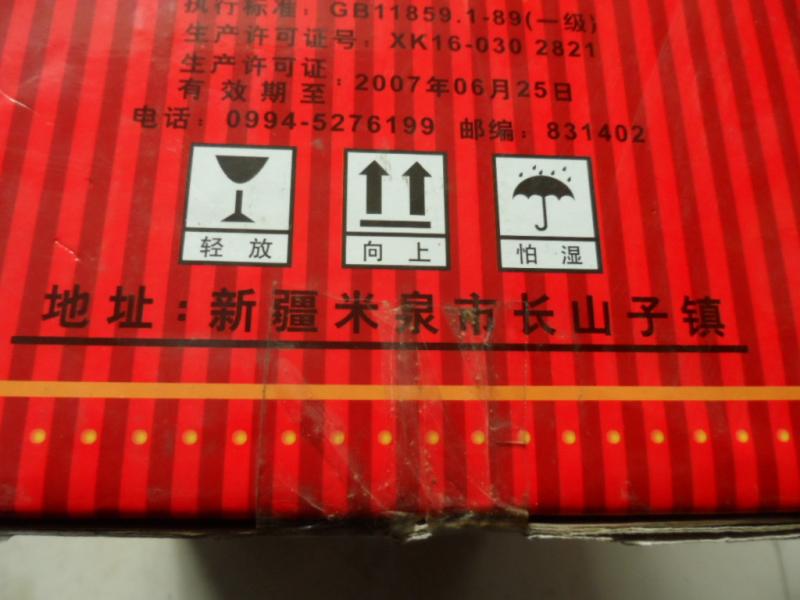 执行标准：GB11859.1-89(一级)
生产许可证号：XK16-030 2821
生产许可证
有效期至：2007年06月25日
电话：0994-5276199 邮编：831402
轻放 向上 怕湿
地址：新疆米泉市长山子镇